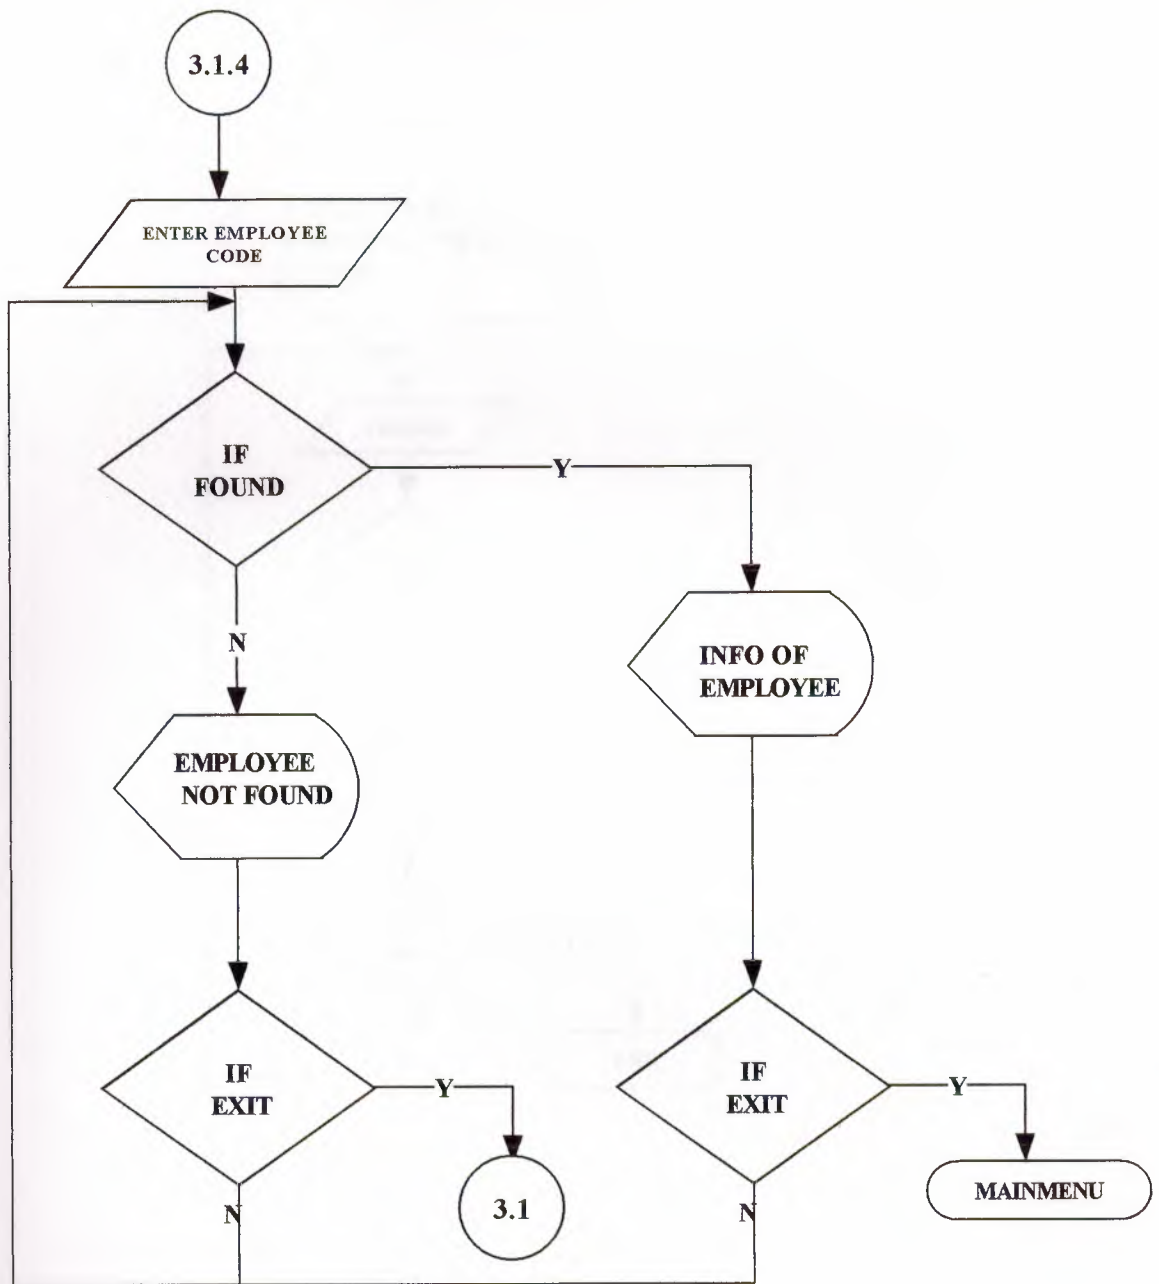 3.1.4
ENTER EMPLOYEE
CODE
IF
FOUND
Y
N
INFO OF
EMPLOYEE
EMPLOYEE
NOT FOUND
IF
EXIT
Y
IF
EXIT
Y
3.1
MAINMENU
N
N